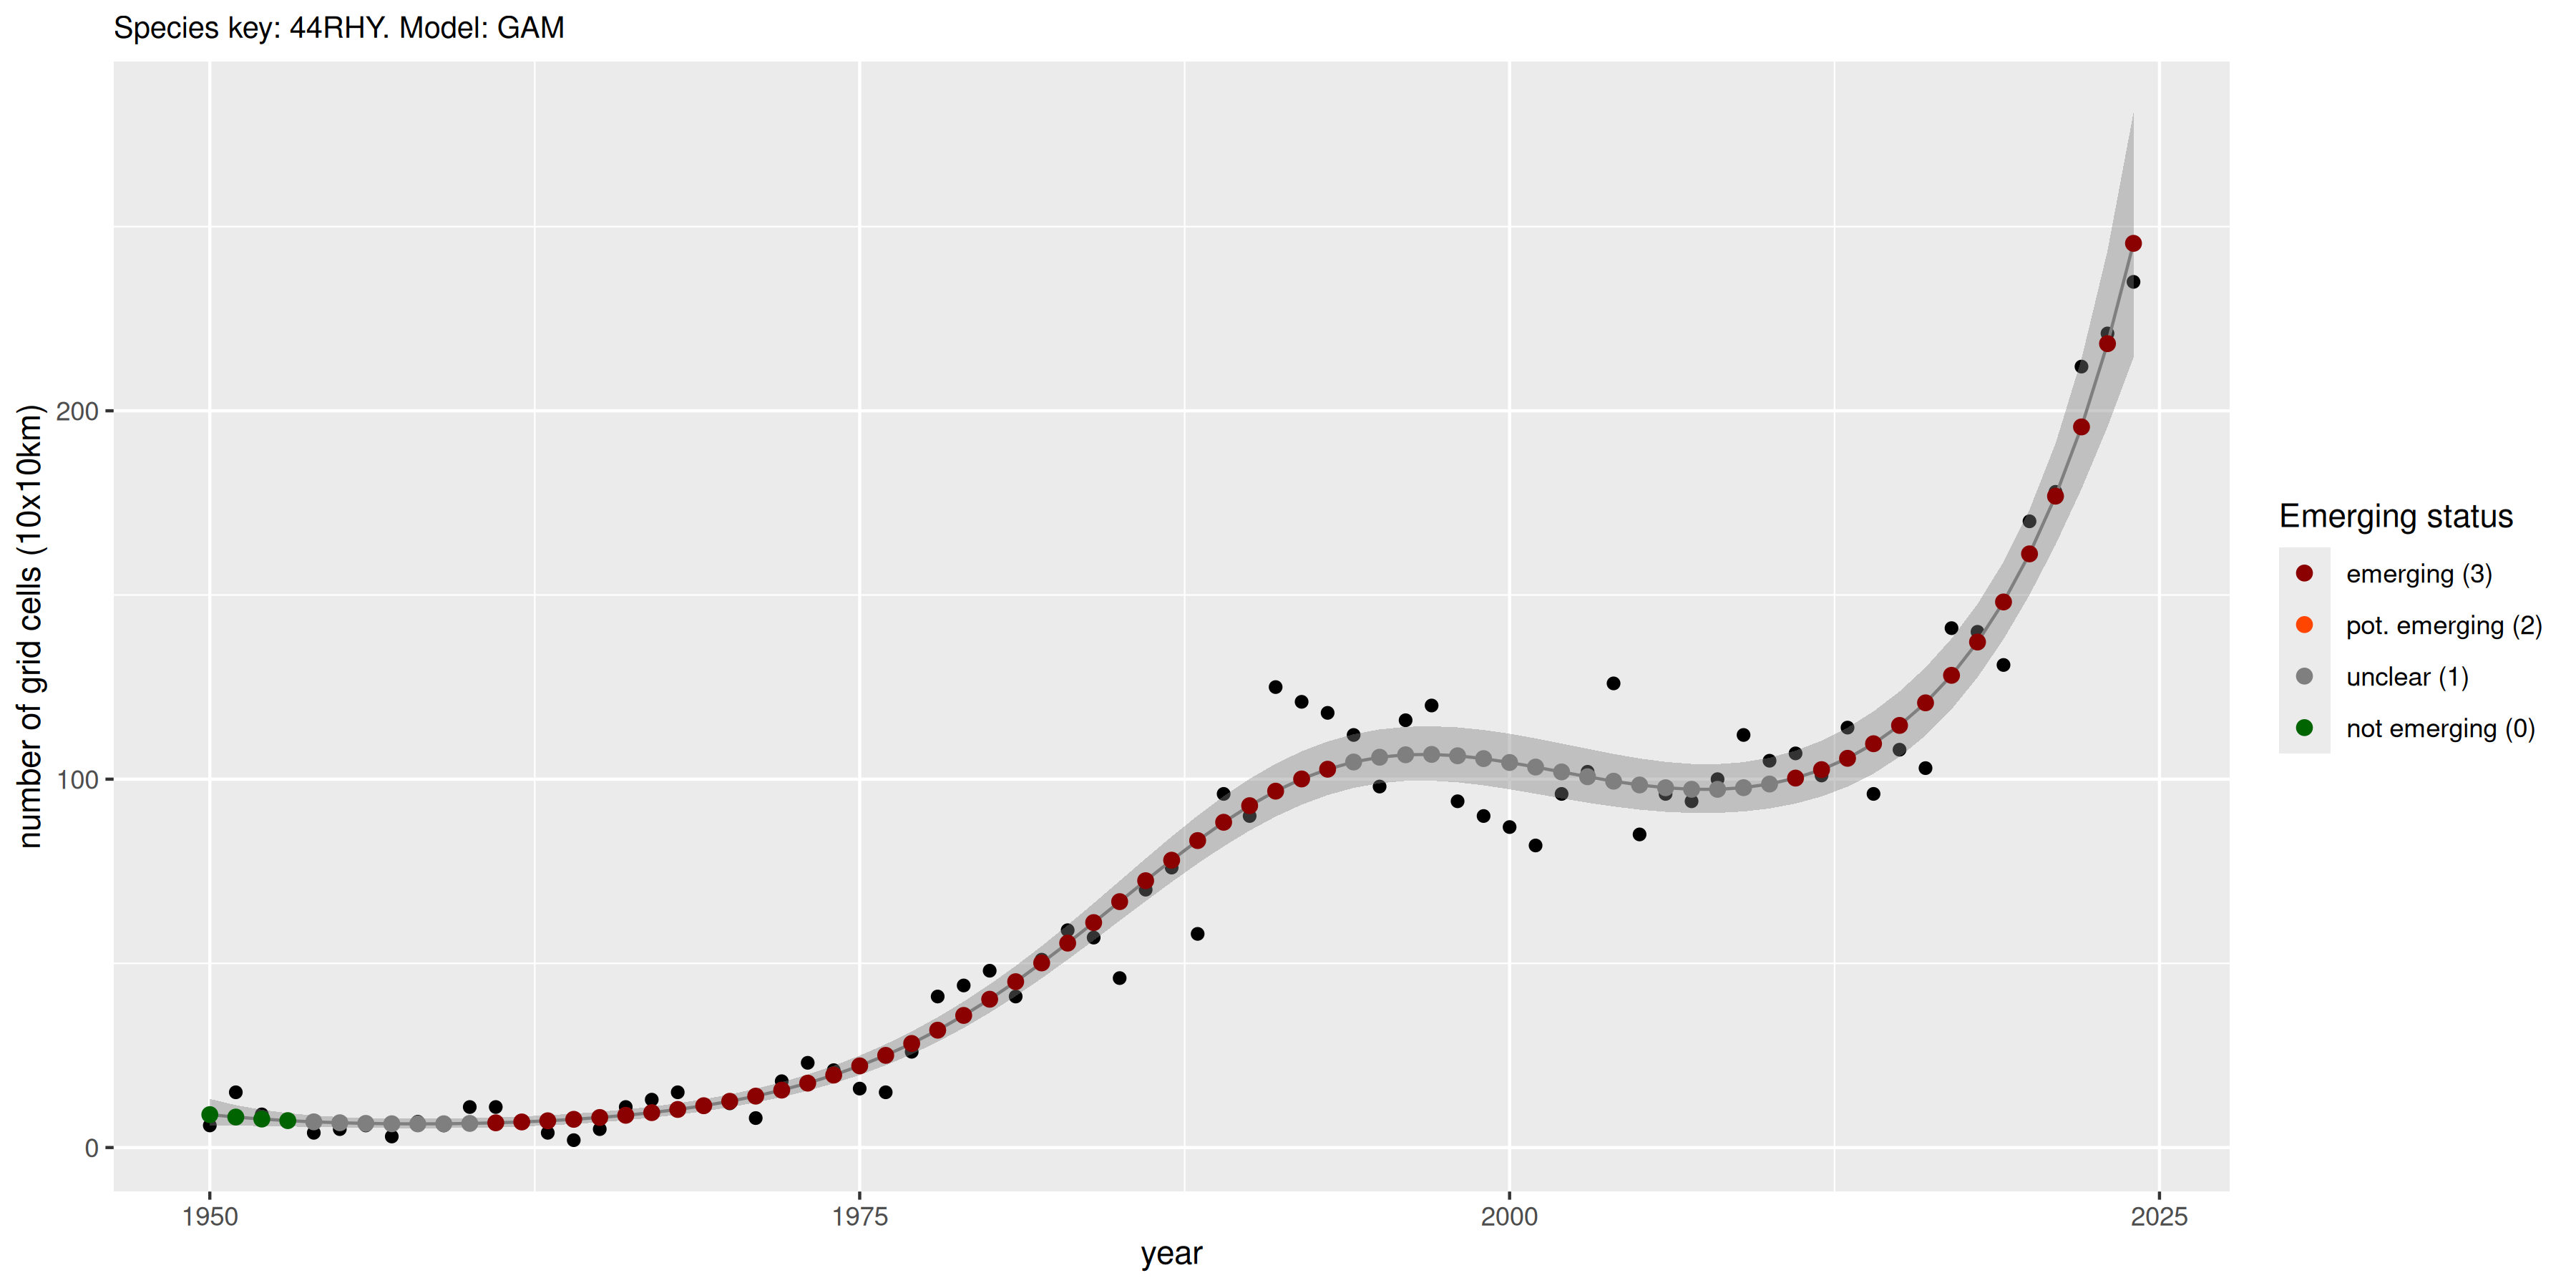 Species key: 44RHY. Model: GAM
number of grid cells (10x10km)
200
100
0
1950
1975
2000
2025
year
Emerging status
emerging (3)
pot. emerging (2)
unclear (1)
not emerging (0)